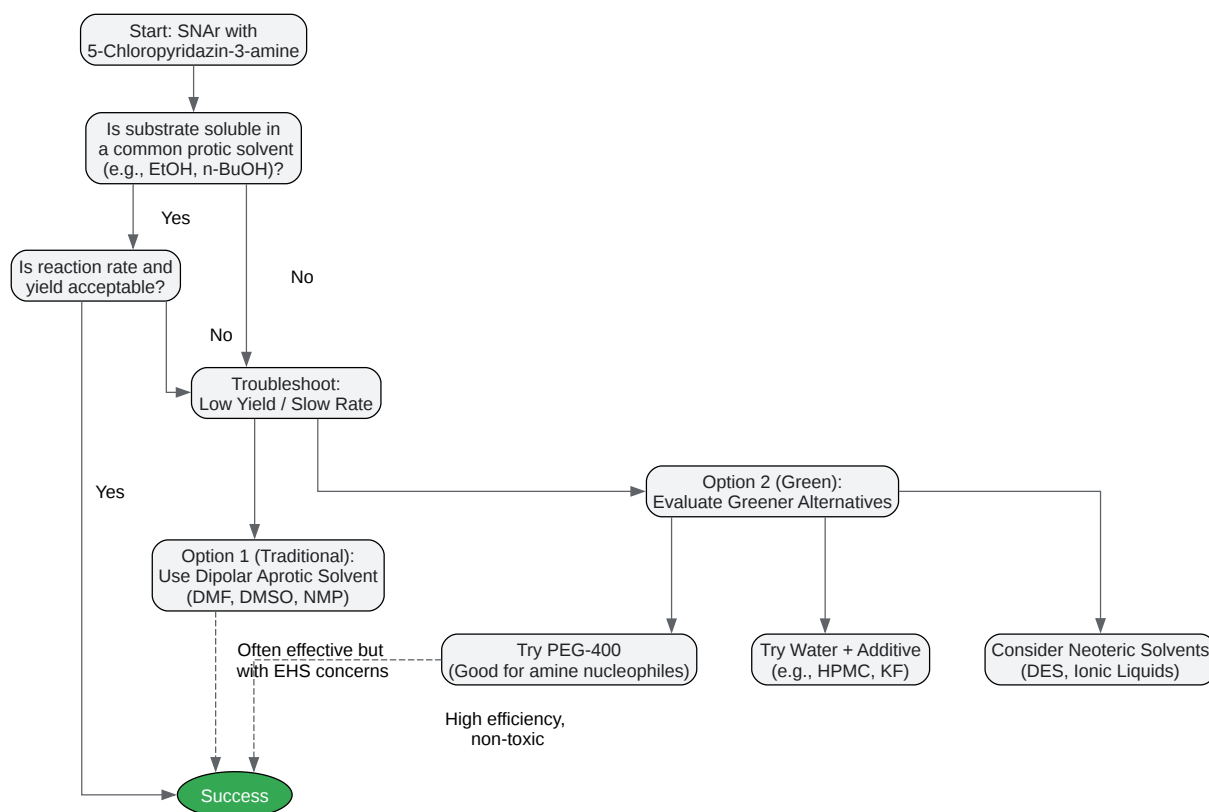 Start: SNAr with
5-Chloropyridazin-3-amine
Is substrate soluble in
a common protic solvent
(e.g., EtOH, n-BuOH)?
Yes
Is reaction rate and
yield acceptable?
No
No
Troubleshoot:
Low Yield / Slow Rate
Yes
Option 2 (Green):
Evaluate Greener Alternatives
Option 1 (Traditional):
Use Dipolar Aprotic Solvent
(DMF, DMSO, NMP)
Often effective but
with EHS concerns
Try PEG-400
(Good for amine nucleophiles)
Try Water + Additive
(e.g., HPMC, KF)
Consider Neoteric Solvents
(DES, Ionic Liquids)
High efficiency,
non-toxic
Success